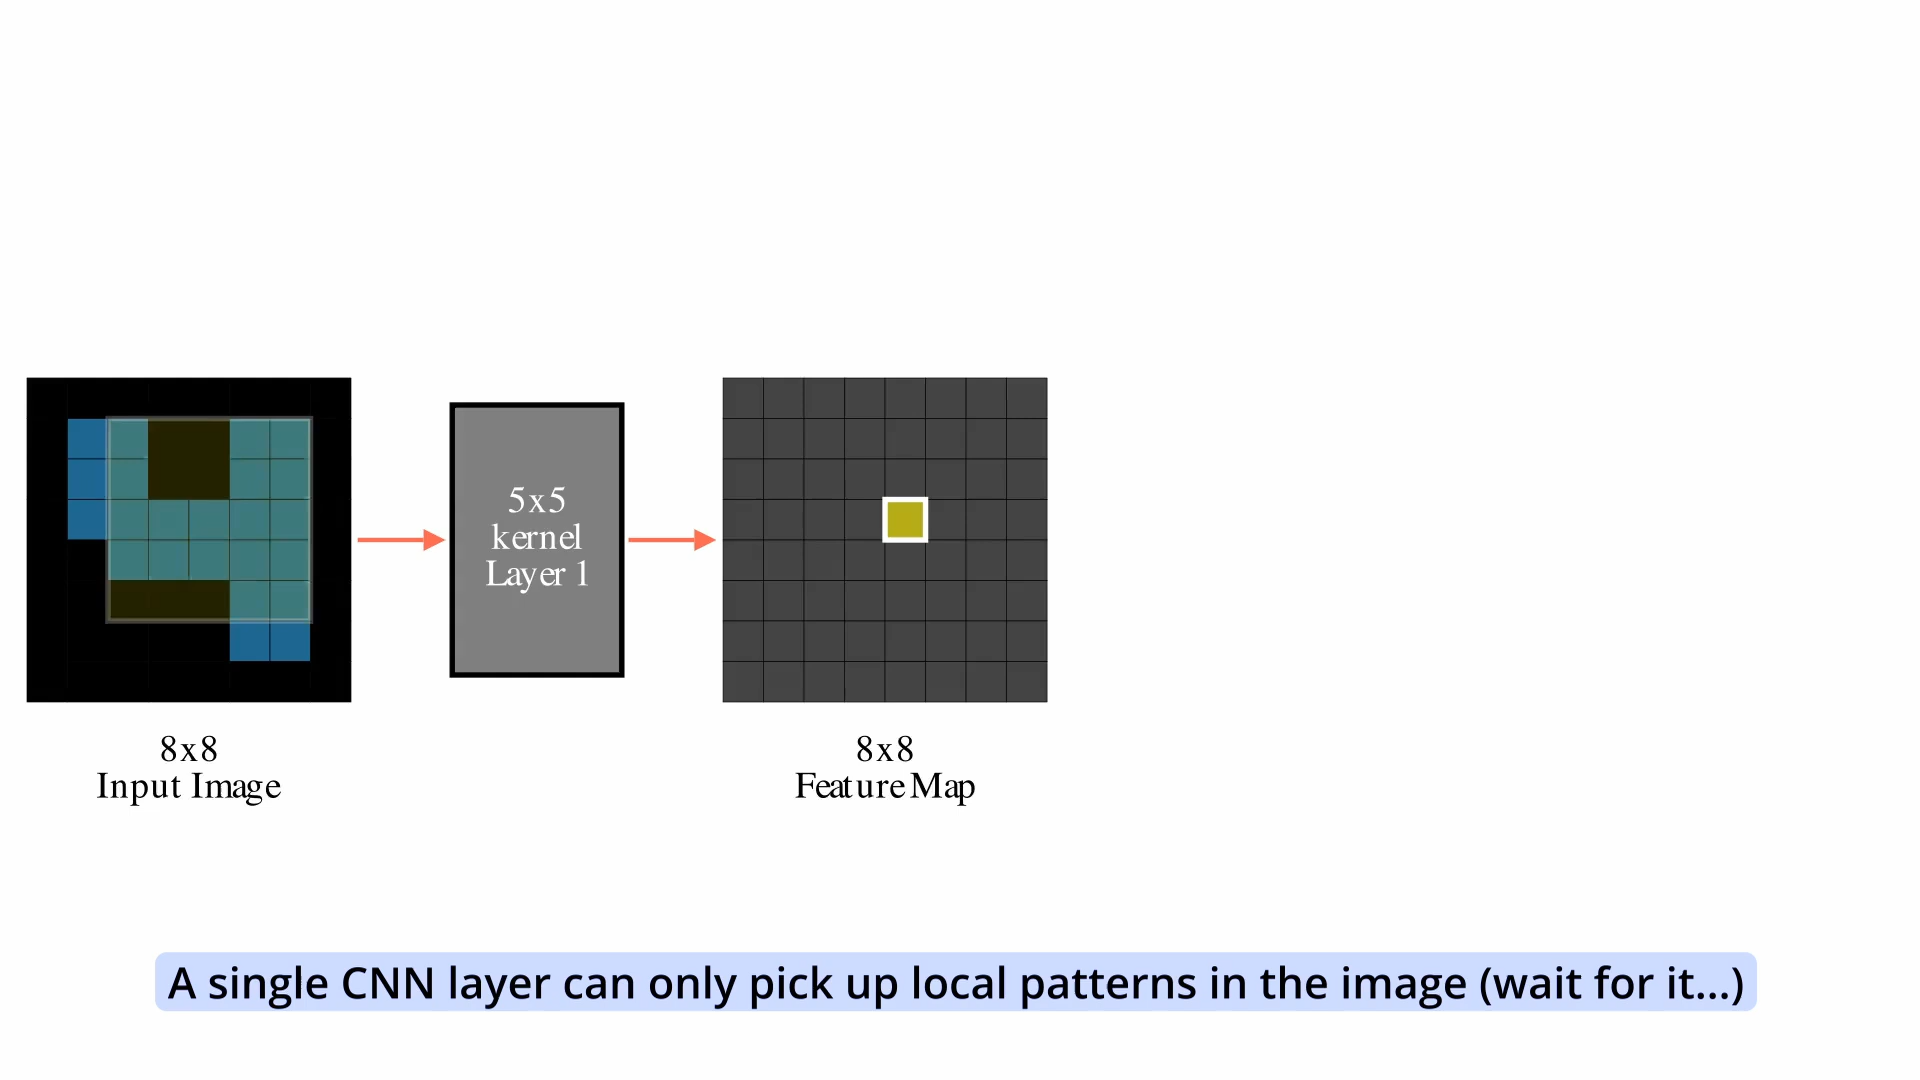 5x5
kernel
Layer 1
8x8
Input Image
8x8
Feature Map
A single CNN layer can only pick up local patterns in the image (wait for it...)